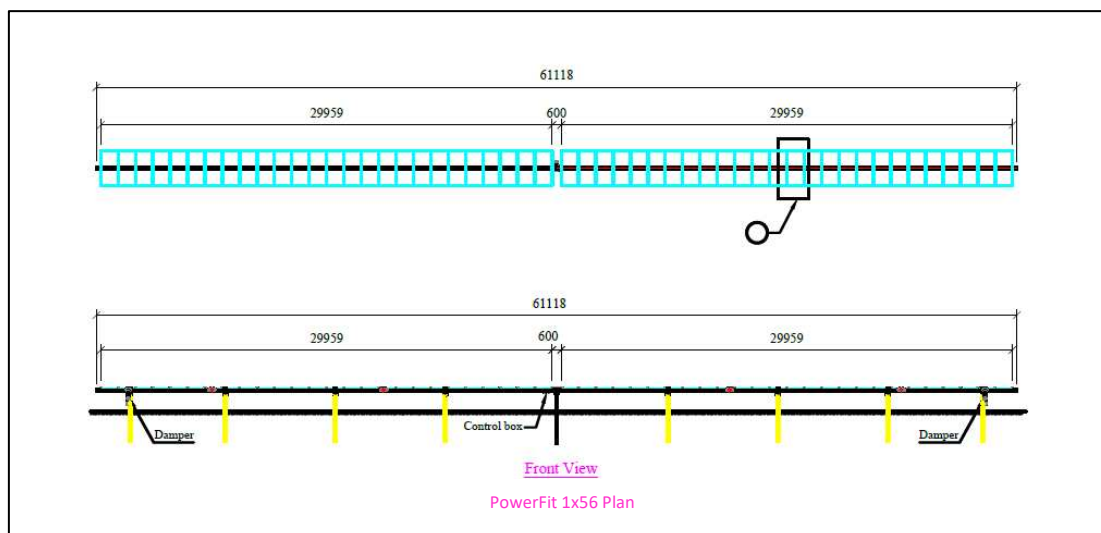 61118
29959 600 29959
61118
29959 600 29959
Damper Control box Damper
Front View
PowerFit 1x56 Plan